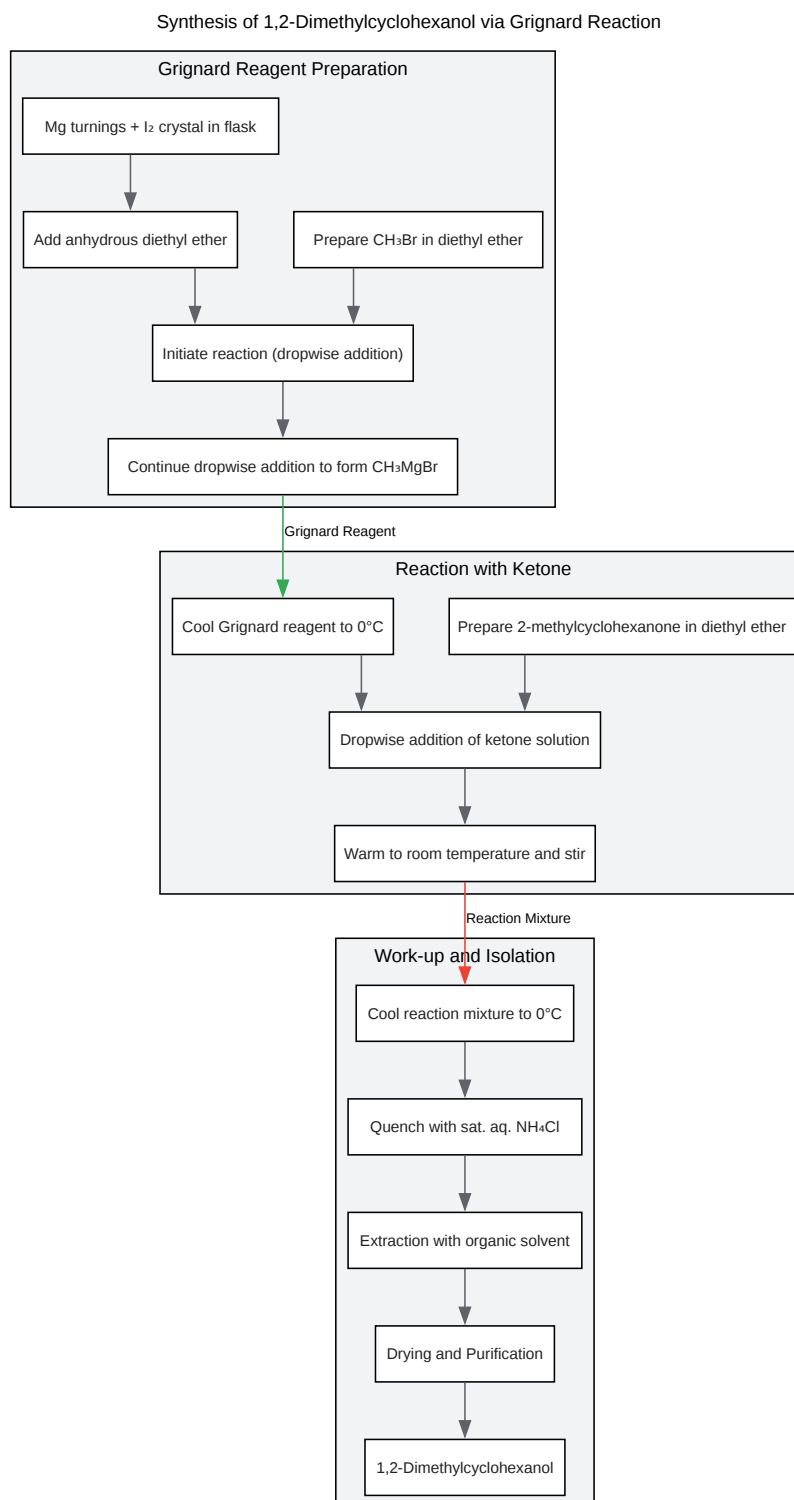 Synthesis of 1,2-Dimethylcyclohexanol via Grignard Reaction
Grignard Reagent Preparation
Mg turnings + I₂ crystal in flask
Add anhydrous diethyl ether
Prepare CH₃Br in diethyl ether
Initiate reaction (dropwise addition)
Continue dropwise addition to form CH₃MgBr
Grignard Reagent
Reaction with Ketone
Cool Grignard reagent to 0°C
Prepare 2-methylcyclohexanone in diethyl ether
Dropwise addition of ketone solution
Warm to room temperature and stir
Reaction Mixture
Work-up and Isolation
Cool reaction mixture to 0°C
Quench with sat. aq. NH₄Cl
Extraction with organic solvent
Drying and Purification
1,2-Dimethylcyclohexanol